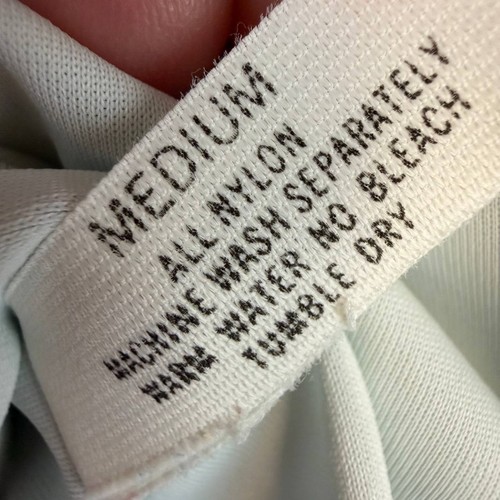 MEDIUM
ALL NYLON
MACHINE WASH SEPARATELY
WARM WATER NO BLEACH
TUMBLE DRY